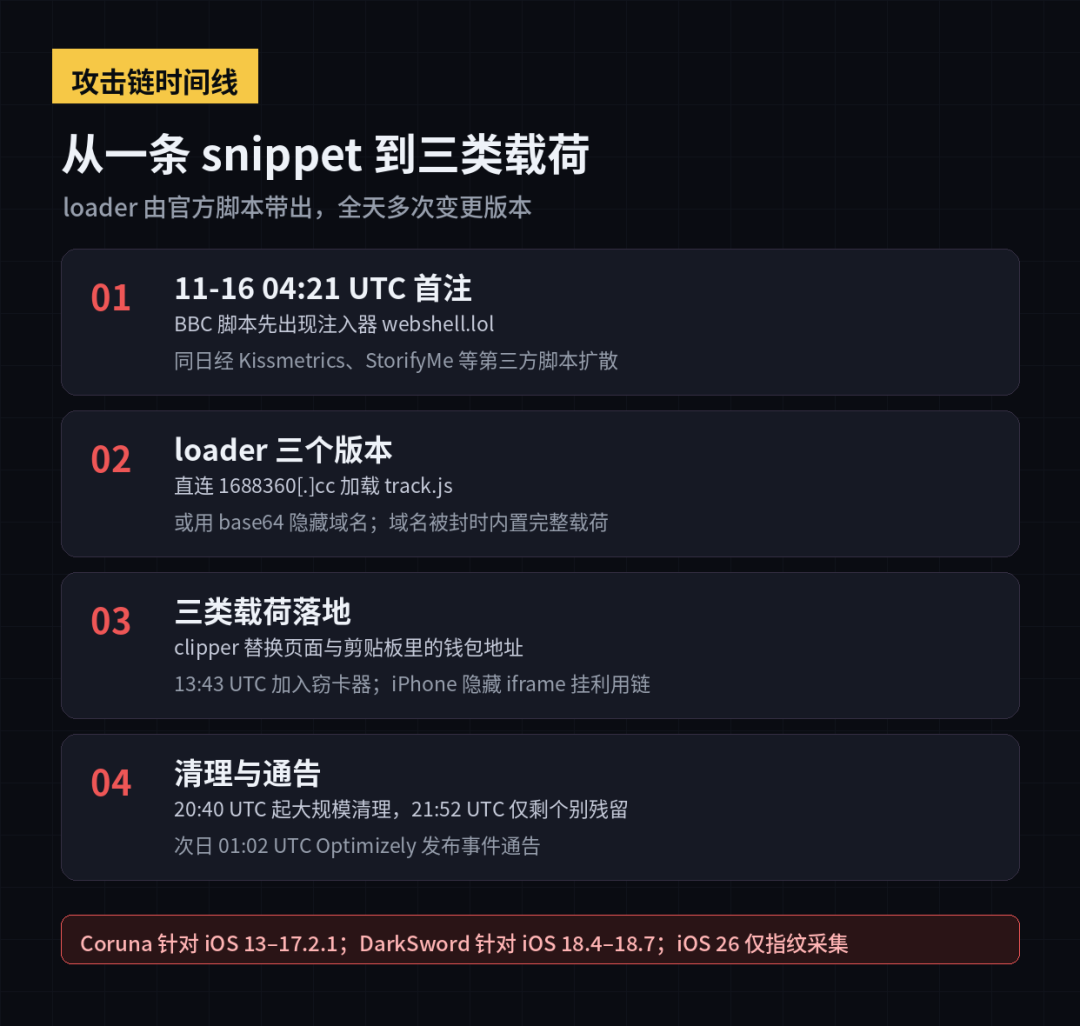 攻击链时间线
从一条 snippet 到三类载荷
loader 由官方脚本带出，全天多次变更版本
01
11-16 04:21 UTC 首注
BBC 脚本先出现注入器 webshell.lol
同日经 Kissmetrics、StorifyMe 等第三方脚本扩散
02
loader 三个版本
直连 1688360[.]cc 加载 track.js
或用 base64 隐藏域名；域名被封时内置完整载荷
03
三类载荷落地
clipper 替换页面与剪贴板里的钱包地址
13:43 UTC 加入窃卡器；iPhone 隐藏 iframe 挂利用链
04
清理与通告
20:40 UTC 起大规模清理，21:52 UTC 仅剩个别残留
次日 01:02 UTC Optimizely 发布事件通告
Coruna 针对 iOS 13–17.2.1；DarkSword 针对 iOS 18.4–18.7；iOS 26 仅指纹采集